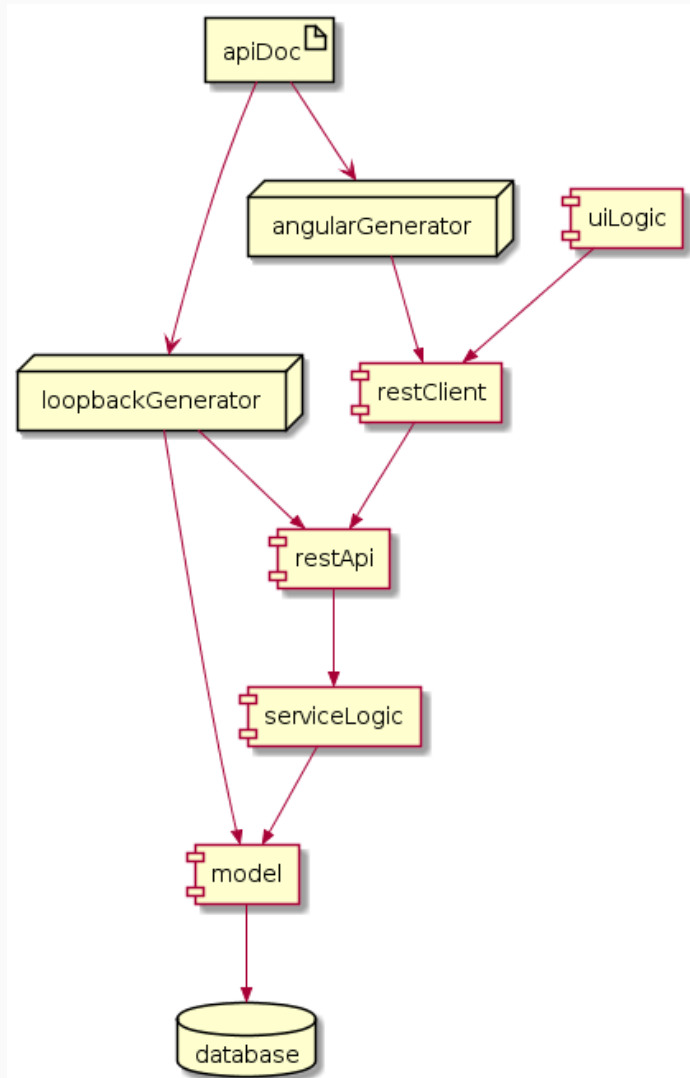 apiDoc
angularGenerator
uiLogic
loopbackGenerator
restClient
restApi
serviceLogic
model
database